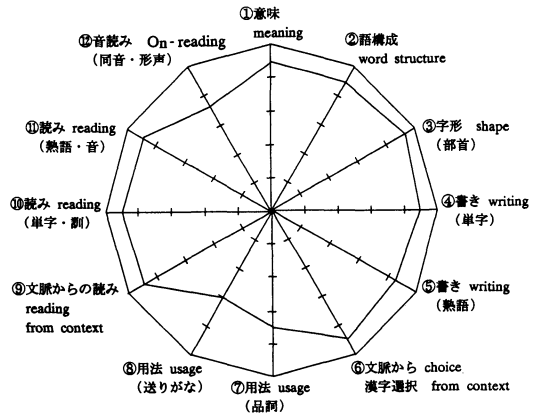 ①意味
meaning
②語構成
word structure
③字形 shape
(部首)
④書き writing
(単字)
⑤書き writing
(熟語)
⑥文脈から choice
漢字選択 from context
⑦用法 usage
(品詞)
⑧用法 usage
(送りがな)
⑨文脈からの読み
reading
from context
⑩読み reading
(単字・訓)
⑪読み reading
(熟語・音)
⑫音読み On-reading
(同音・形声)